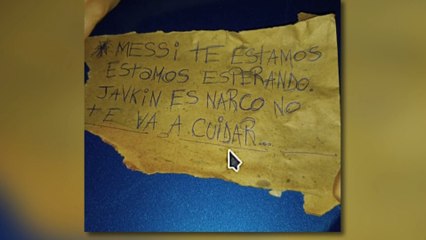 * MESSI TE ESTAMOS
ESTAMOS ESPERANDO.
JAVKIN ES NARCO NO
TE VA A CUIDAR...